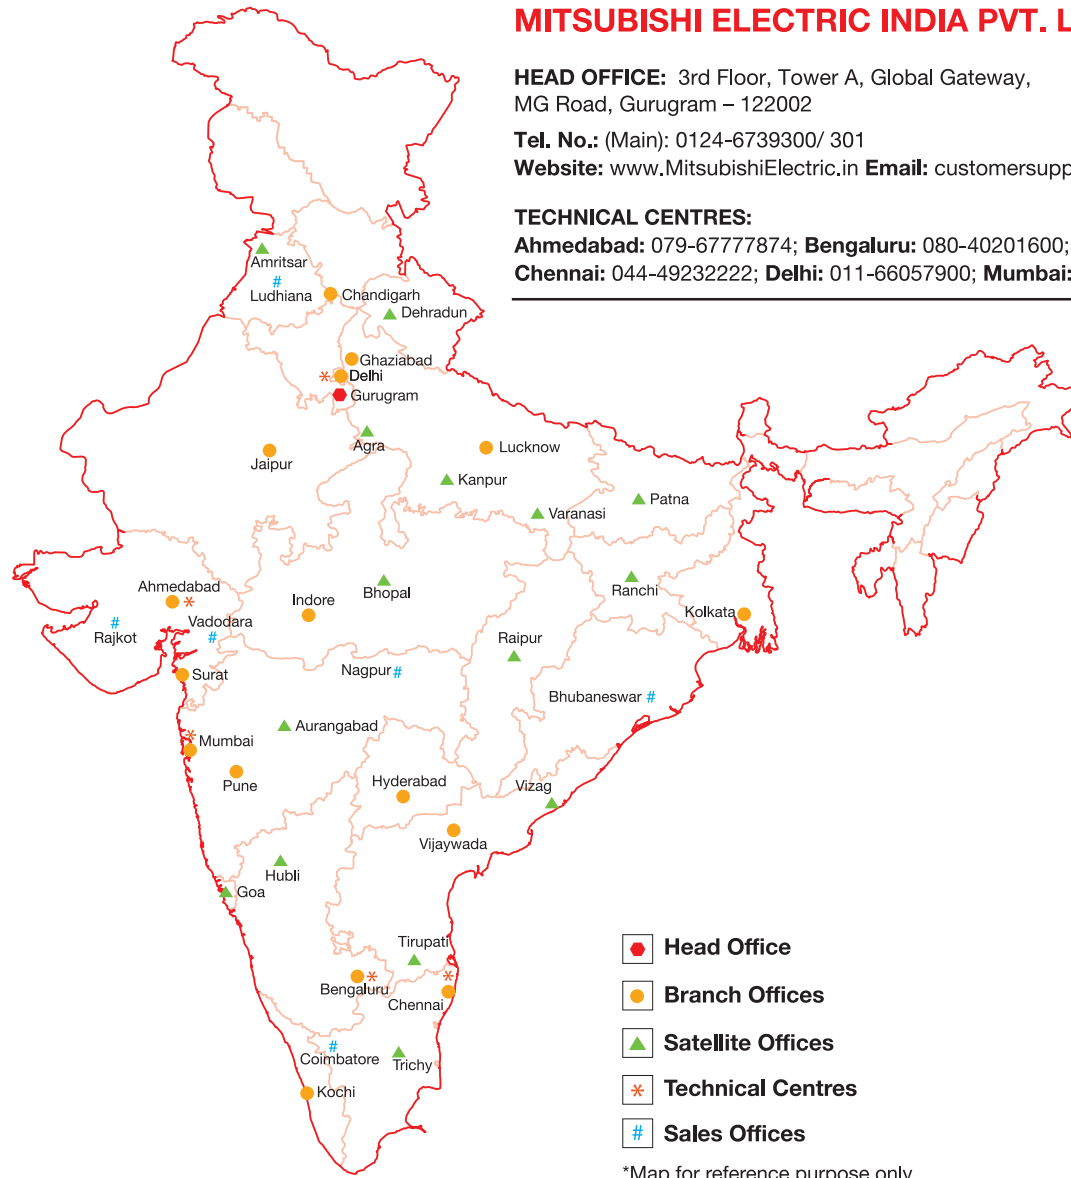 MITSUBISHI ELECTRIC INDIA PVT. L
HEAD OFFICE: 3rd Floor, Tower A, Global Gateway,
MG Road, Gurugram – 122002
Tel. No.: (Main): 0124-6739300/ 301
Website: www.MitsubishiElectric.in Email: customersupp
TECHNICAL CENTRES:
Ahmedabad: 079-67777874; Bengaluru: 080-40201600;
Chennai: 044-49232222; Delhi: 011-66057900; Mumbai:
Amritsar
#
Ludhiana
Chandigarh
Dehradun
Ghaziabad
* Delhi
Gurugram
Agra
Jaipur
Lucknow
Kanpur
Varanasi
Patna
Ahmedabad
*
Bhopal
Indore
Ranchi
Kolkata
# Vadodara
Rajkot #
Raipur
Nagpur #
Surat
Bhubaneswar #
Aurangabad
*
Mumbai
Pune
Hyderabad
Vizag
Vijaywada
Hubli
Goa
Tirupati
* *
Bengaluru
Chennai
#
Coimbatore
Trichy
Kochi
Head Office
Branch Offices
Satellite Offices
* Technical Centres
# Sales Offices
*Map for reference purpose only